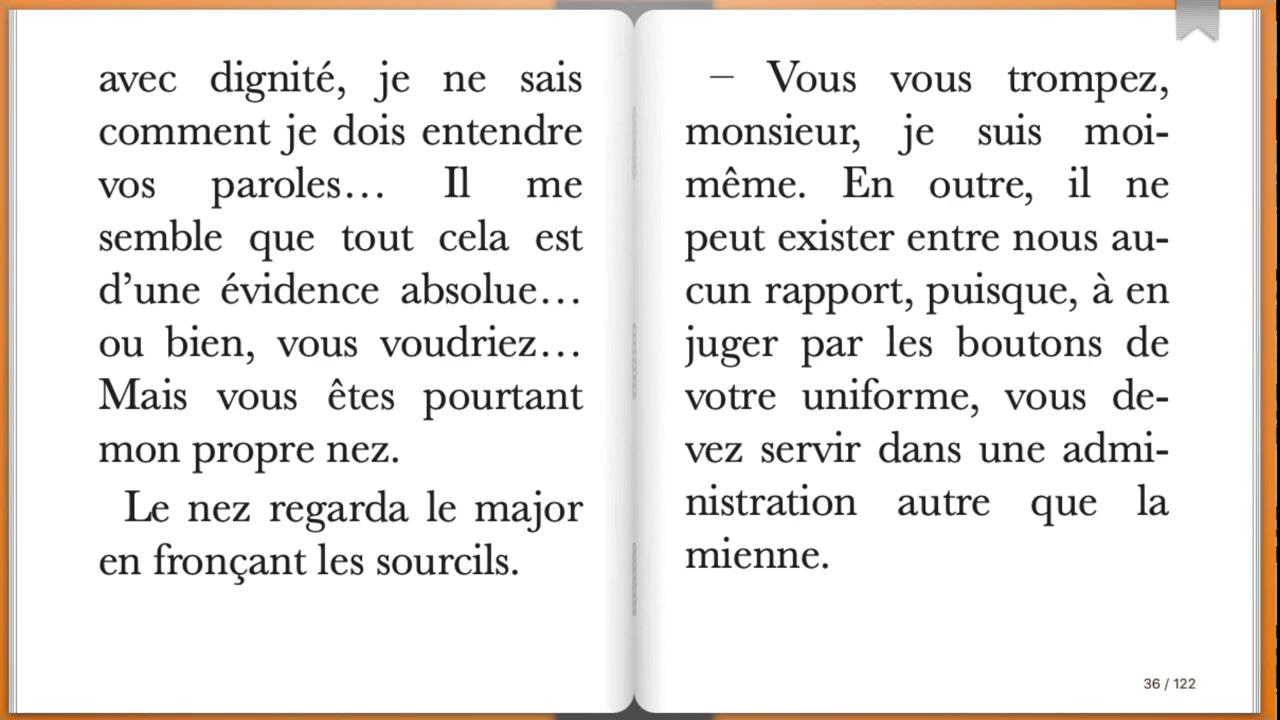 avec dignité, je ne sais
comment je dois entendre
vos paroles… Il me
semble que tout cela est
d’une évidence absolue…
ou bien, vous voudriez…
Mais vous êtes pourtant
mon propre nez.
Le nez regarda le major
en fronçant les sourcils.
– Vous vous trompez,
monsieur, je suis moi-
même. En outre, il ne
peut exister entre nous au-
cun rapport, puisque, à en
juger par les boutons de
votre uniforme, vous de-
vez servir dans une admi-
nistration autre que la
mienne.
36 / 122